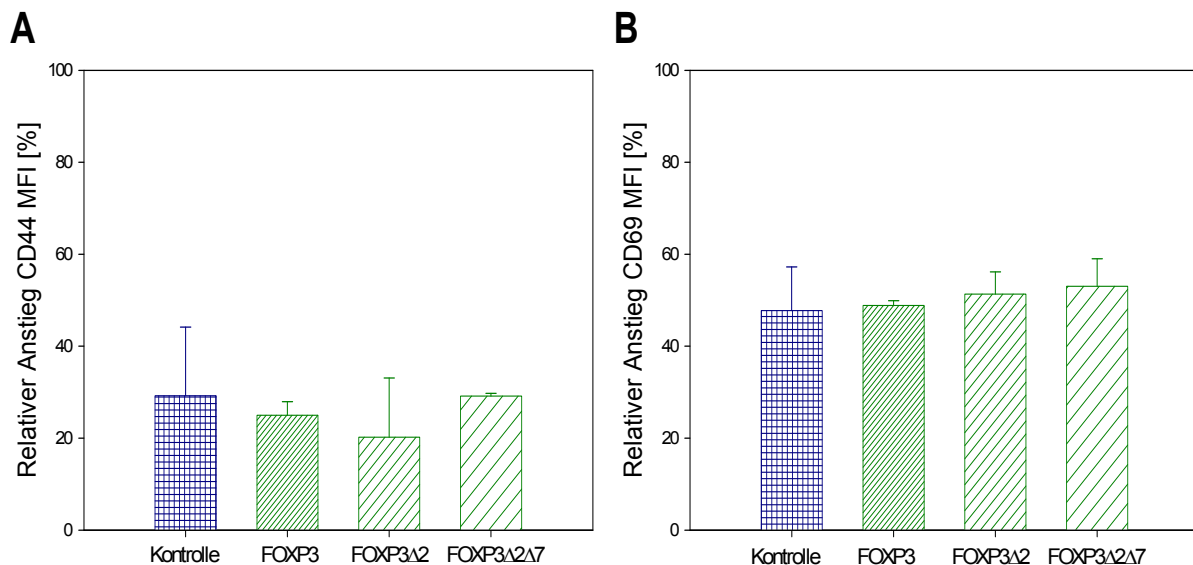 A
Relativer Anstieg CD44 MFI [%]
100
80
60
40
20
0
Kontrolle FOXP3 FOXP3Δ2 FOXP3Δ2Δ7
B
Relativer Anstieg CD69 MFI [%]
100
80
60
40
20
0
Kontrolle FOXP3 FOXP3Δ2 FOXP3Δ2Δ7